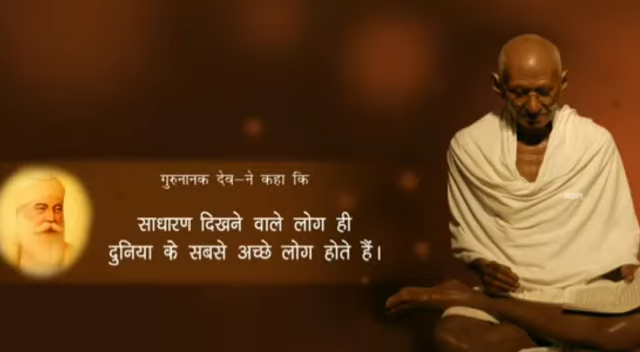 गुरुनानक देव–ने कहा कि
साधारण दिखने वाले लोग ही
दुनिया के सबसे अच्छे लोग होते हैं।